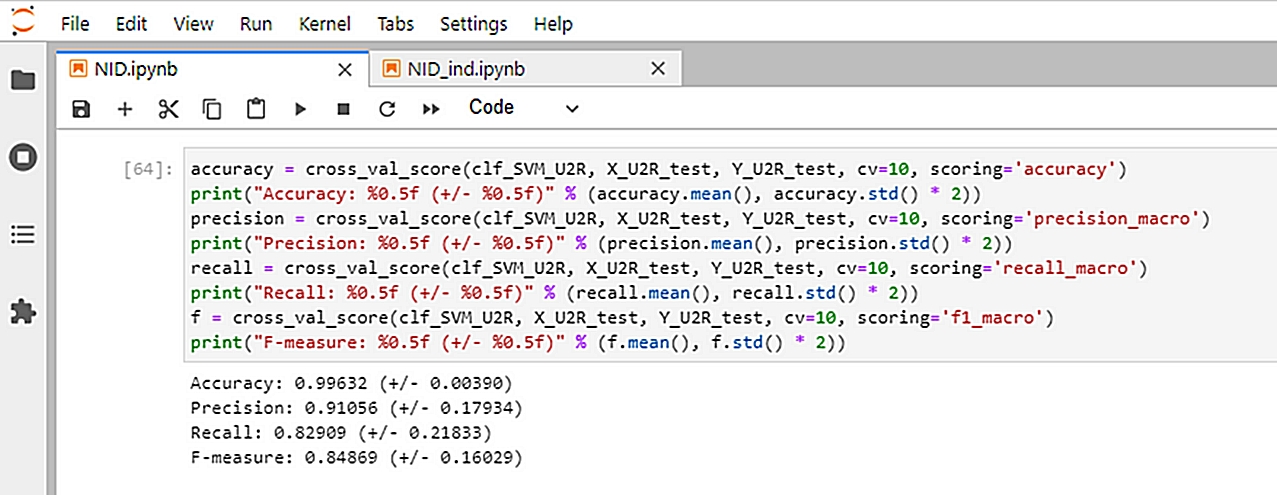 File Edit View Run Kernel Tabs Settings Help
NID.ipynb NID_ind.ipynb
Code
[64]: accuracy = cross_val_score(clf_SVM_U2R, X_U2R_test, Y_U2R_test, cv=10, scoring='accuracy')
print("Accuracy: %0.5f (+/- %0.5f)" % (accuracy.mean(), accuracy.std() * 2))
precision = cross_val_score(clf_SVM_U2R, X_U2R_test, Y_U2R_test, cv=10, scoring='precision_macro')
print("Precision: %0.5f (+/- %0.5f)" % (precision.mean(), precision.std() * 2))
recall = cross_val_score(clf_SVM_U2R, X_U2R_test, Y_U2R_test, cv=10, scoring='recall_macro')
print("Recall: %0.5f (+/- %0.5f)" % (recall.mean(), recall.std() * 2))
f = cross_val_score(clf_SVM_U2R, X_U2R_test, Y_U2R_test, cv=10, scoring='f1_macro')
print("F-measure: %0.5f (+/- %0.5f)" % (f.mean(), f.std() * 2))
Accuracy: 0.99632 (+/- 0.00390)
Precision: 0.91056 (+/- 0.17934)
Recall: 0.82909 (+/- 0.21833)
F-measure: 0.84869 (+/- 0.16029)